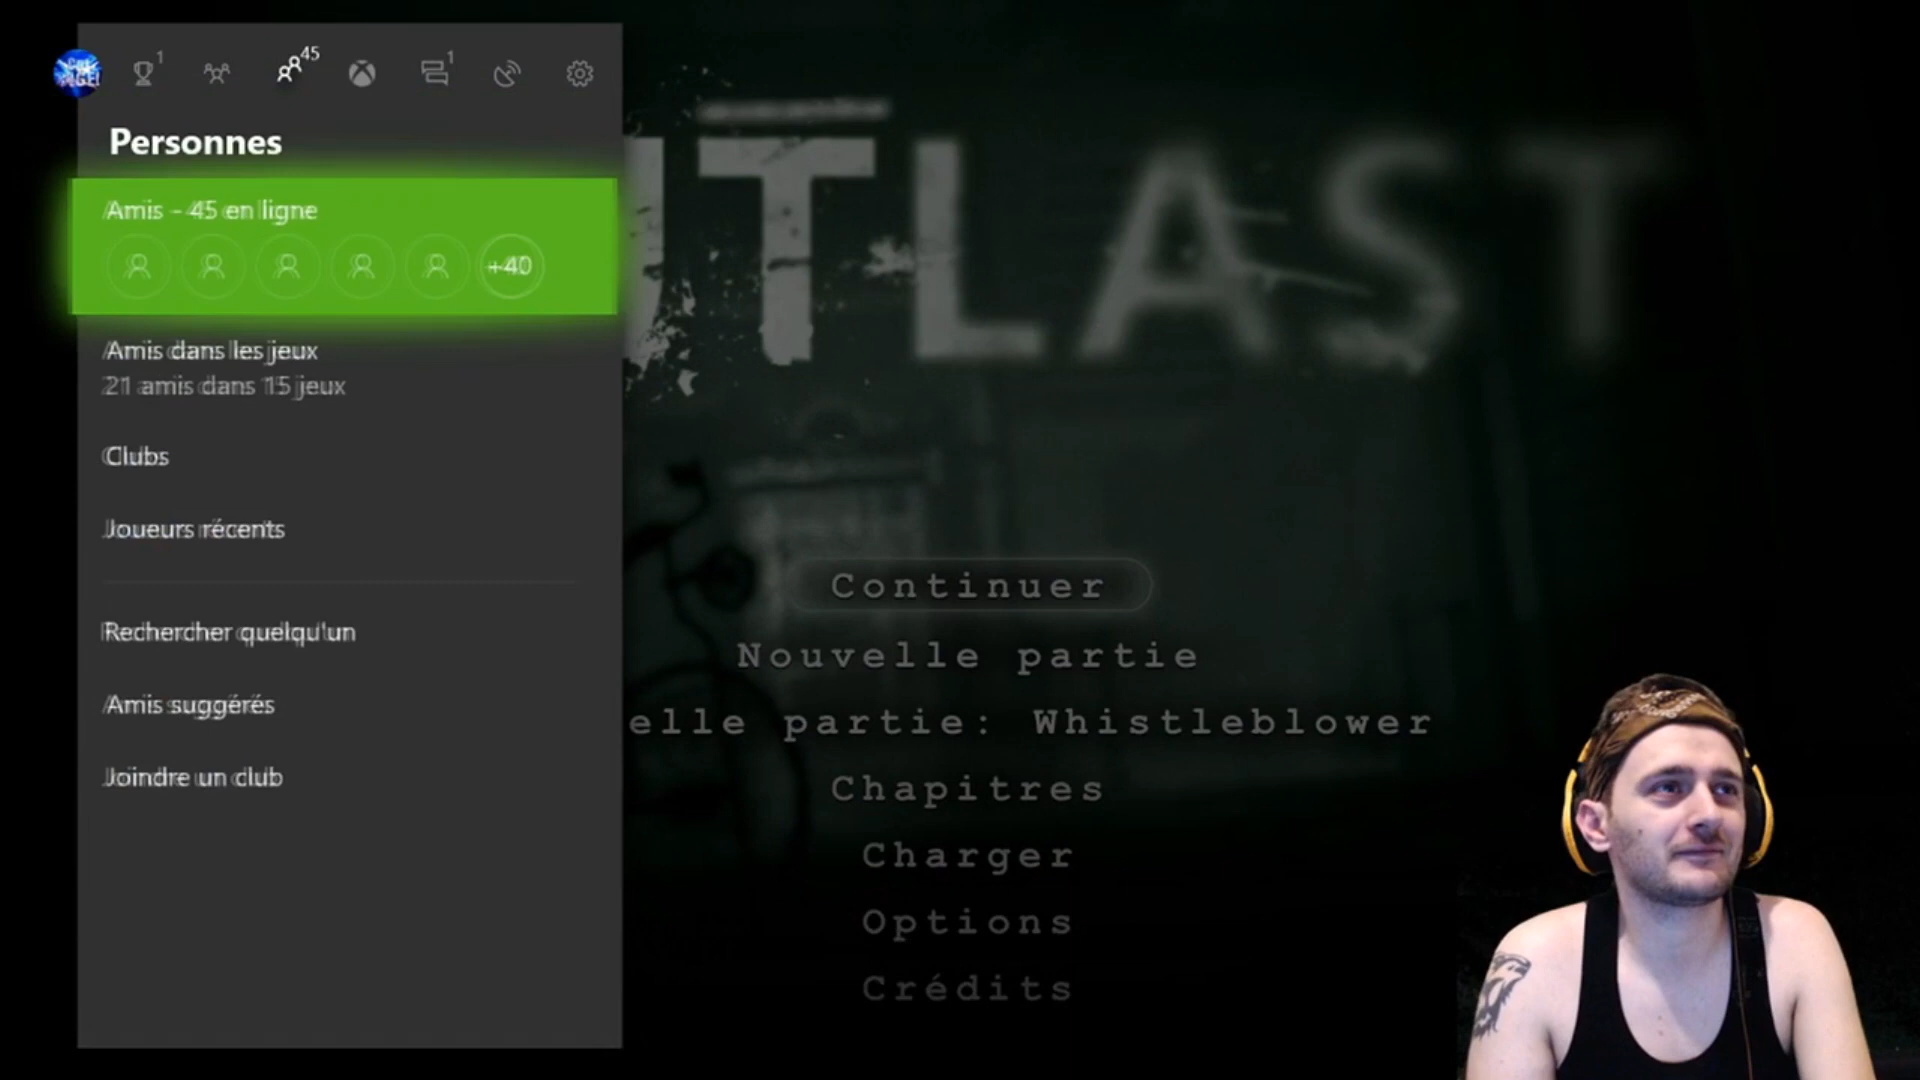 1
45
1
Personnes
Amis - 45 en ligne
+40
Amis dans les jeux
21 amis dans 15 jeux
Clubs
Joueurs récents
Rechercher quelqu'un
Amis suggérés
Joindre un club
UTLAST
Continuer
Nouvelle partie
elle partie: Whistleblower
Chapitres
Charger
Options
Crédits